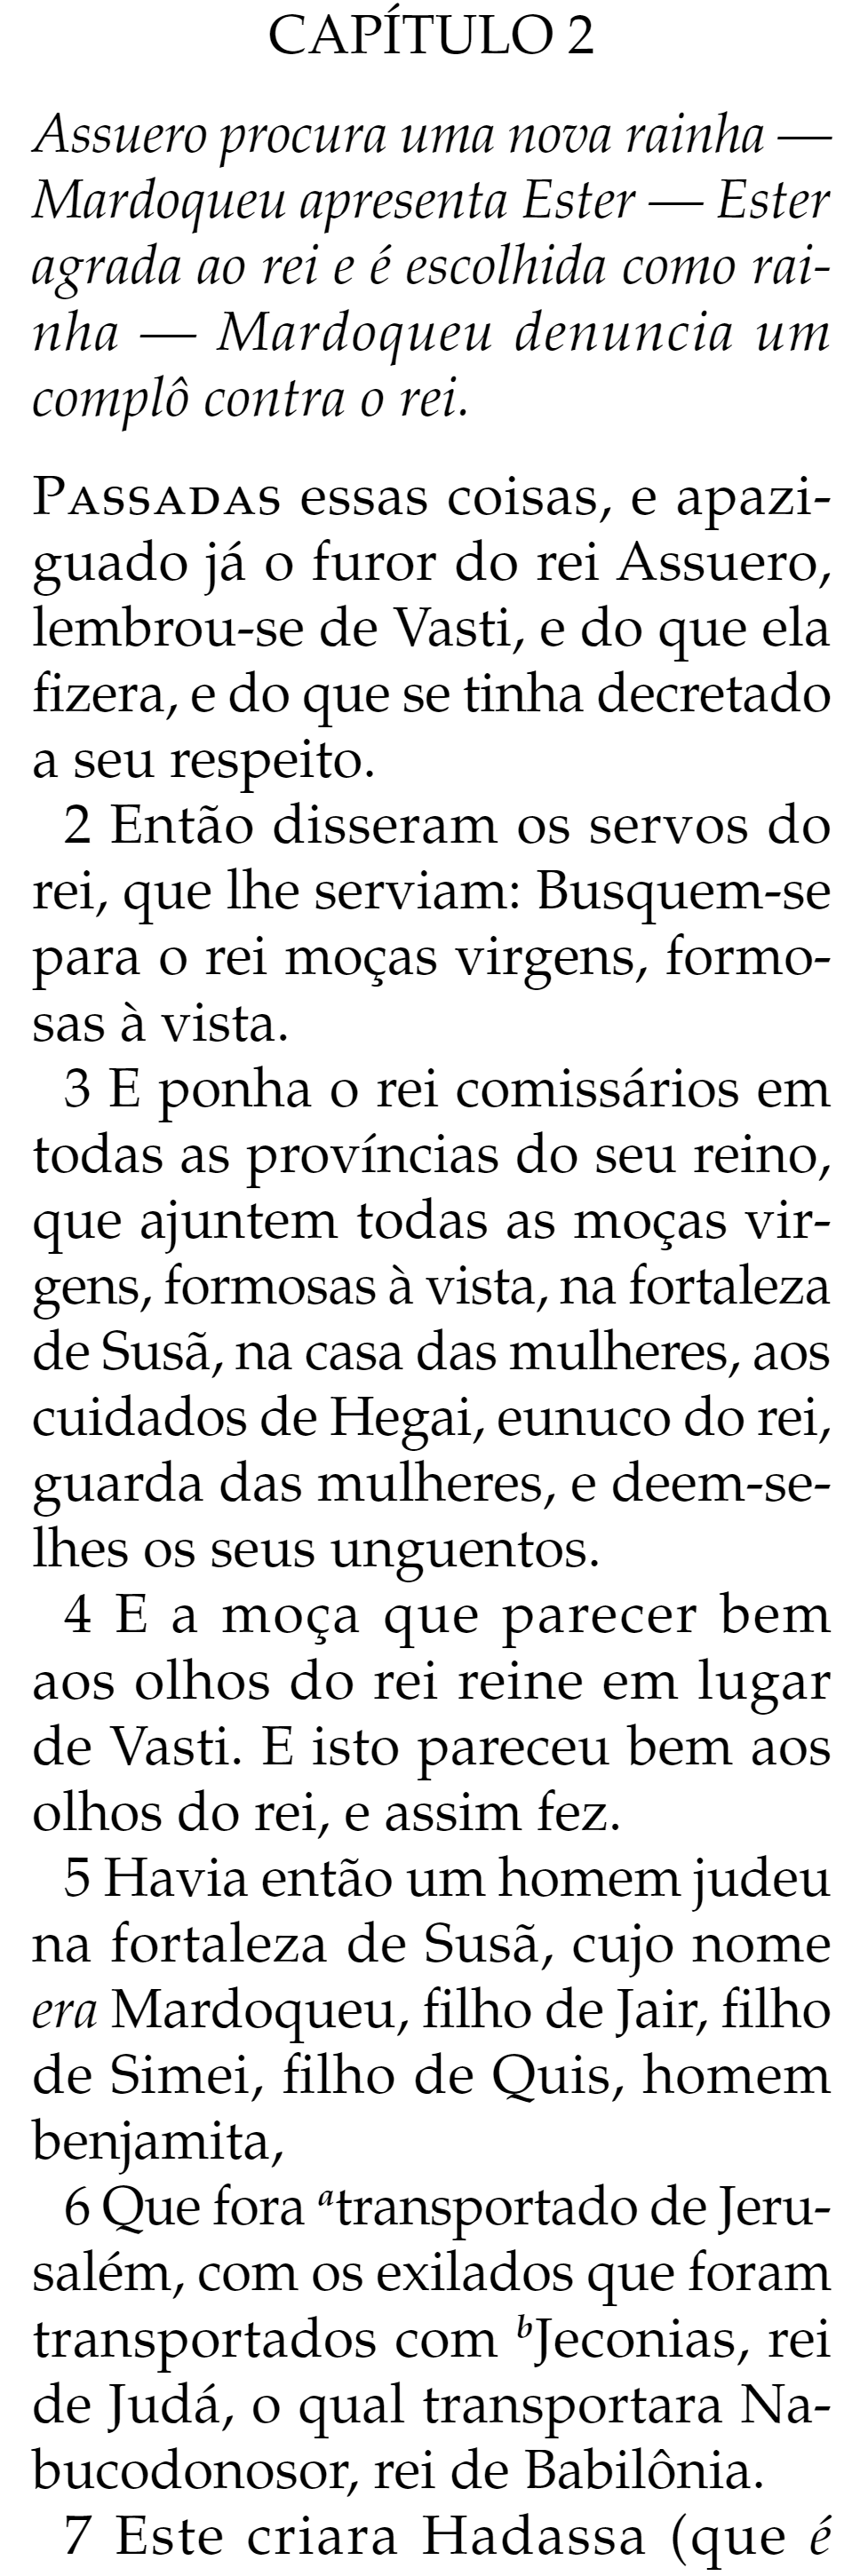 CAPÍTULO 2
Assuero procura uma nova rainha —
Mardoqueu apresenta Ester — Ester
agrada ao rei e é escolhida como rai-
nha — Mardoqueu denuncia um
complô contra o rei.
Passadas essas coisas, e apazi-
guado já o furor do rei Assuero,
lembrou-se de Vasti, e do que ela
fizera, e do que se tinha decretado
a seu respeito.
2 Então disseram os servos do
rei, que lhe serviam: Busquem-se
para o rei moças virgens, formo-
sas à vista.
3 E ponha o rei comissários em
todas as províncias do seu reino,
que ajuntem todas as moças vir-
gens, formosas à vista, na fortaleza
de Susã, na casa das mulheres, aos
cuidados de Hegai, eunuco do rei,
guarda das mulheres, e deem-se-
lhes os seus unguentos.
4 E a moça que parecer bem
aos olhos do rei reine em lugar
de Vasti. E isto pareceu bem aos
olhos do rei, e assim fez.
5 Havia então um homem judeu
na fortaleza de Susã, cujo nome
era Mardoqueu, filho de Jair, filho
de Simei, filho de Quis, homem
benjamita,
6 Que fora atransportado de Jeru-
salém, com os exilados que foram
transportados com bJeconias, rei
de Judá, o qual transportara Na-
bucodonosor, rei de Babilônia.
7 Este criara Hadassa (que é